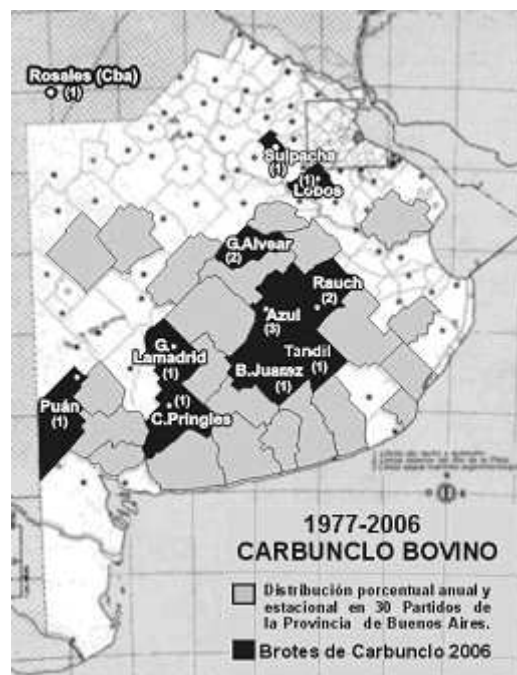 Rosales (Cba)
(1)
Suipacha
(1)
(1)
Lobos
G.Alvear
(2)
Rauch
(2)
Azul
(3)
G.
Lamadrid
(1)
Tandil
(1)
B.Juarez
(1)
Puán
(1)
(1)
C.Pringles
1977-2006
CARBUNCLO BOVINO
Distribución porcentual anual y
estacional en 30 Partidos de
la Provincia de Buenos Aires.
Brotes de Carbunclo 2006